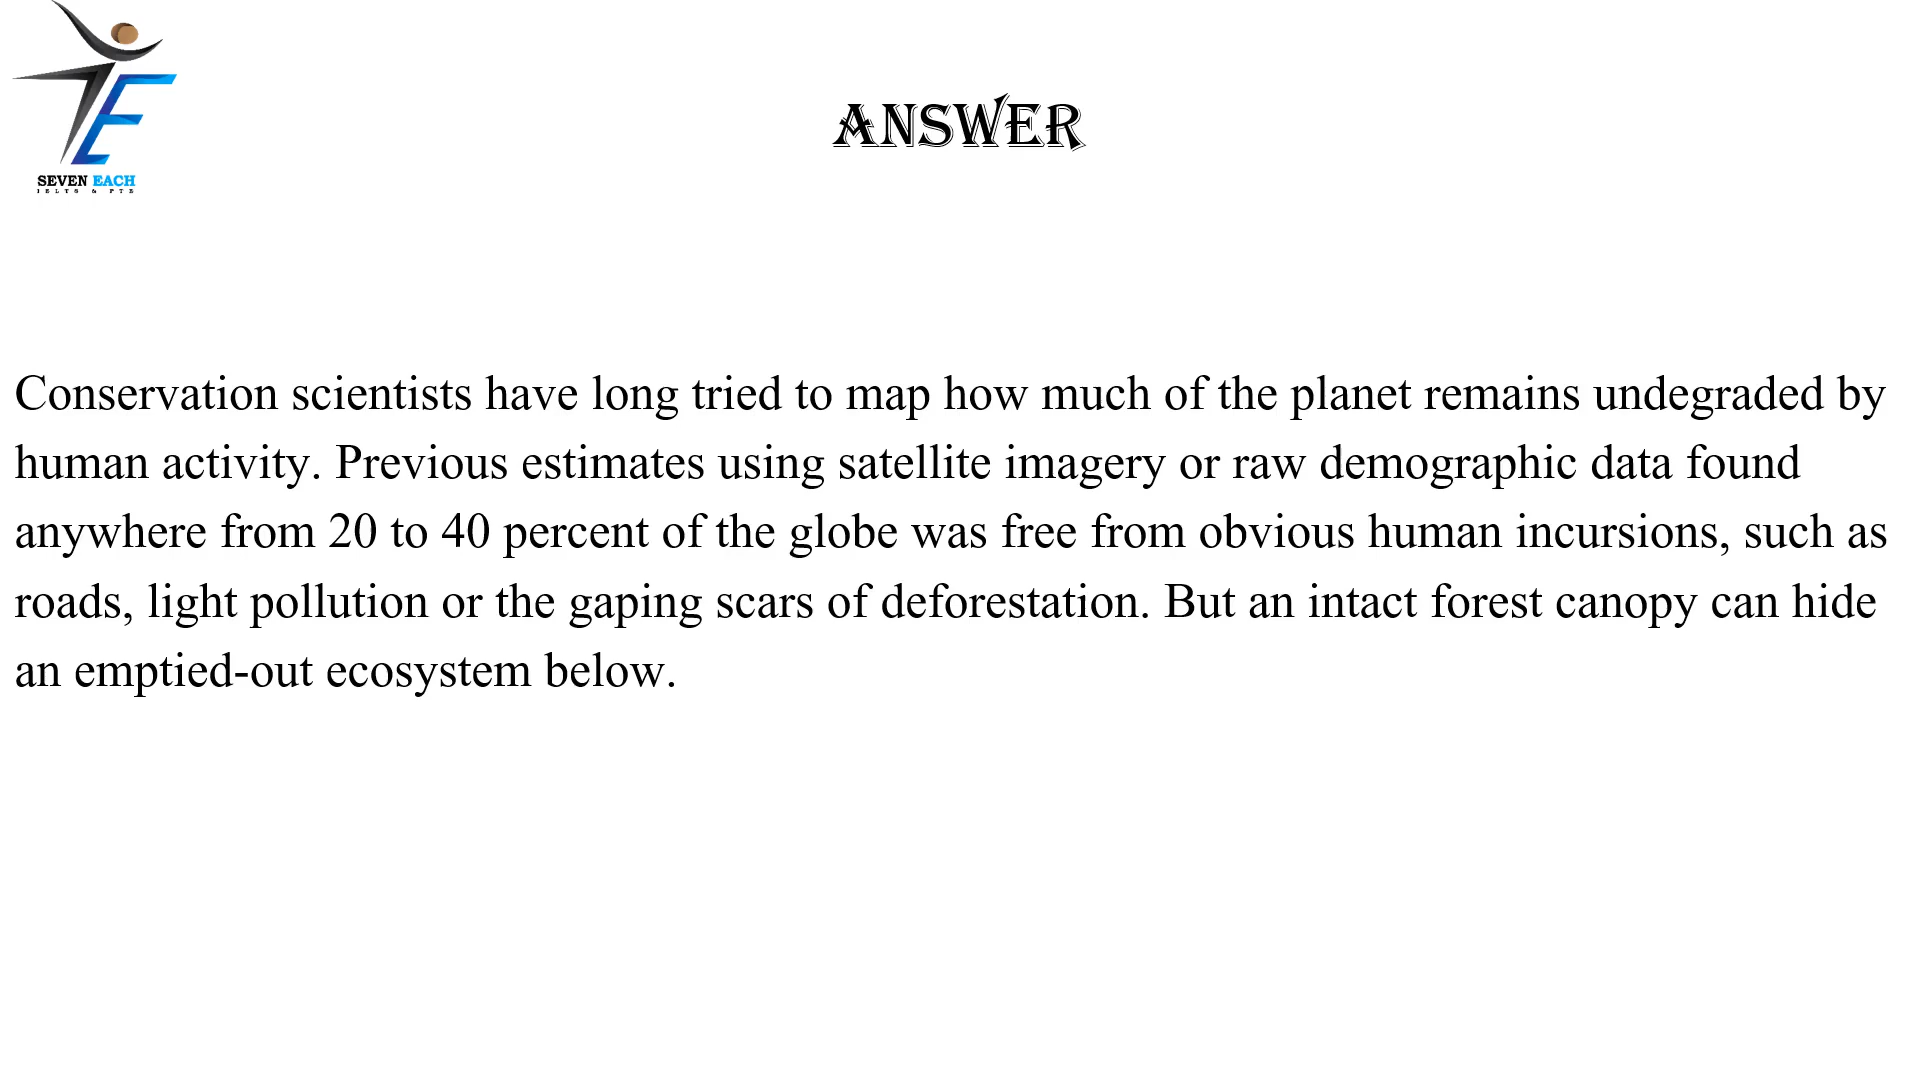 SEVEN EACH
IELTS & PTE
ANSWER
Conservation scientists have long tried to map how much of the planet remains undegraded by
human activity. Previous estimates using satellite imagery or raw demographic data found
anywhere from 20 to 40 percent of the globe was free from obvious human incursions, such as
roads, light pollution or the gaping scars of deforestation. But an intact forest canopy can hide
an emptied-out ecosystem below.